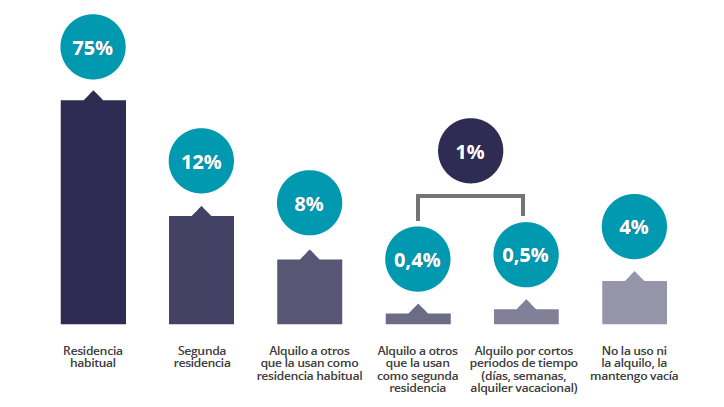 75%
12%
8%
1%
0,4%
0,5%
4%
Residencia
habitual
Segunda
residencia
Alquilo a otros
que la usan como
residencia habitual
Alquilo a otros
que la usan
como segunda
residencia
Alquilo por cortos
periodos de tiempo
(días, semanas,
alquiler vacacional)
No la uso ni
la alquilo, la
mantengo vacía